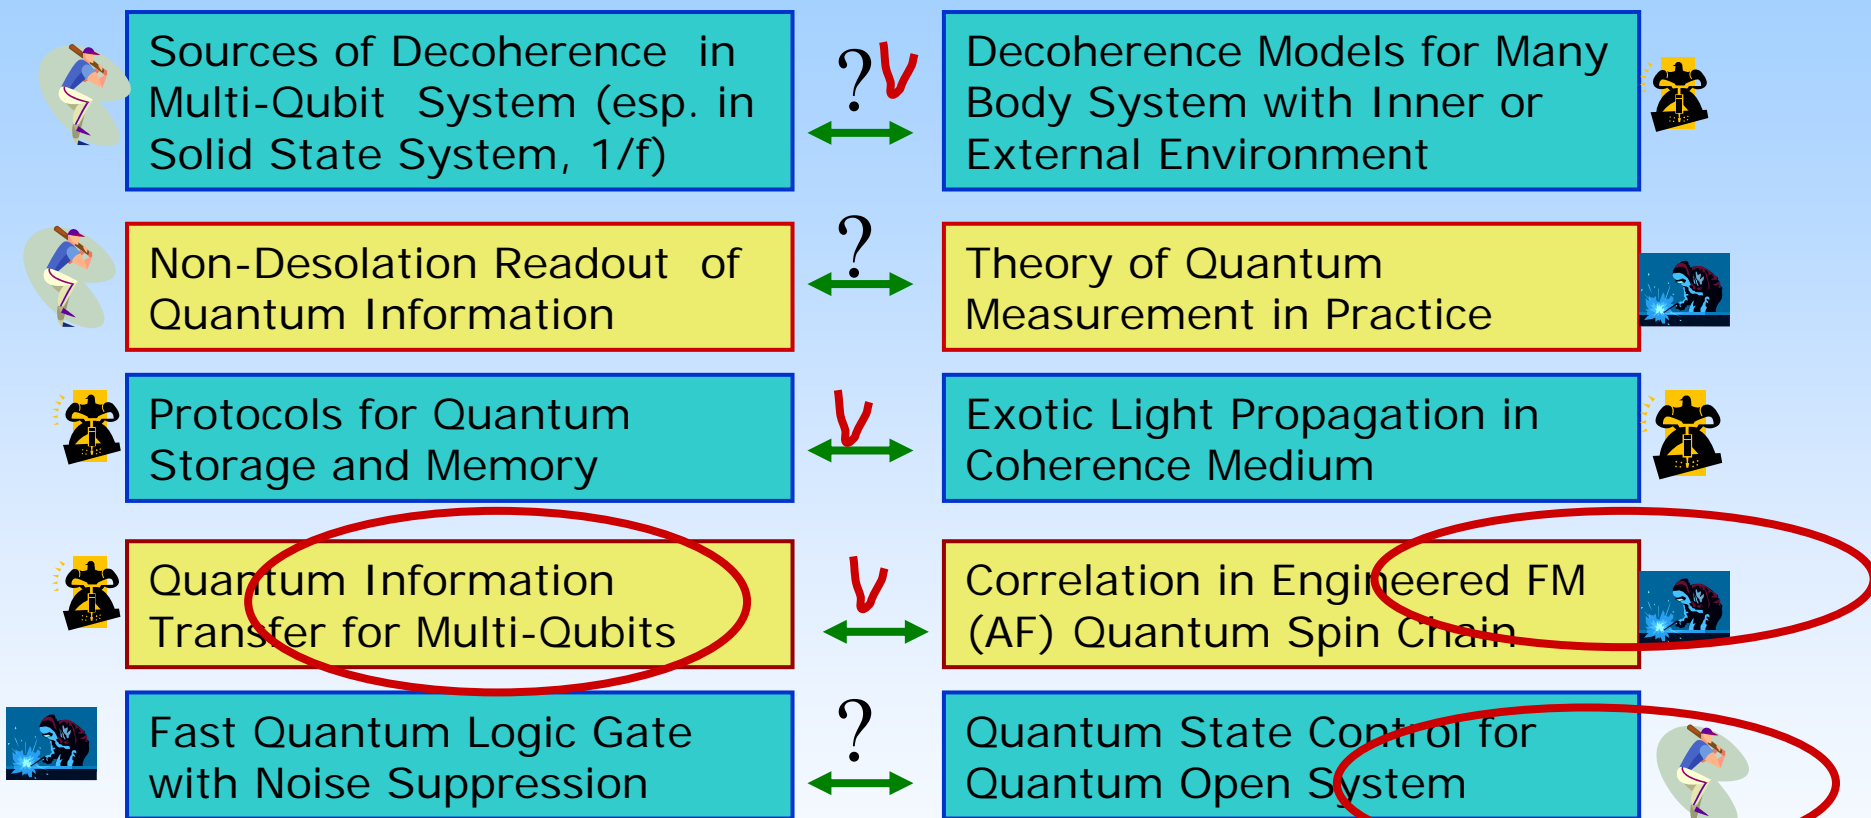 Sources of Decoherence in
Multi-Qubit System (esp. in
Solid State System, 1/f)
?V
Decoherence Models for Many
Body System with Inner or
External Environment
Non-Desolation Readout of
Quantum Information
?
Theory of Quantum
Measurement in Practice
Protocols for Quantum
Storage and Memory
V
Exotic Light Propagation in
Coherence Medium
Quantum Information
Transfer for Multi-Qubits
V
Correlation in Engineered FM
(AF) Quantum Spin Chain
Fast Quantum Logic Gate
with Noise Suppression
?
Quantum State Control for
Quantum Open System